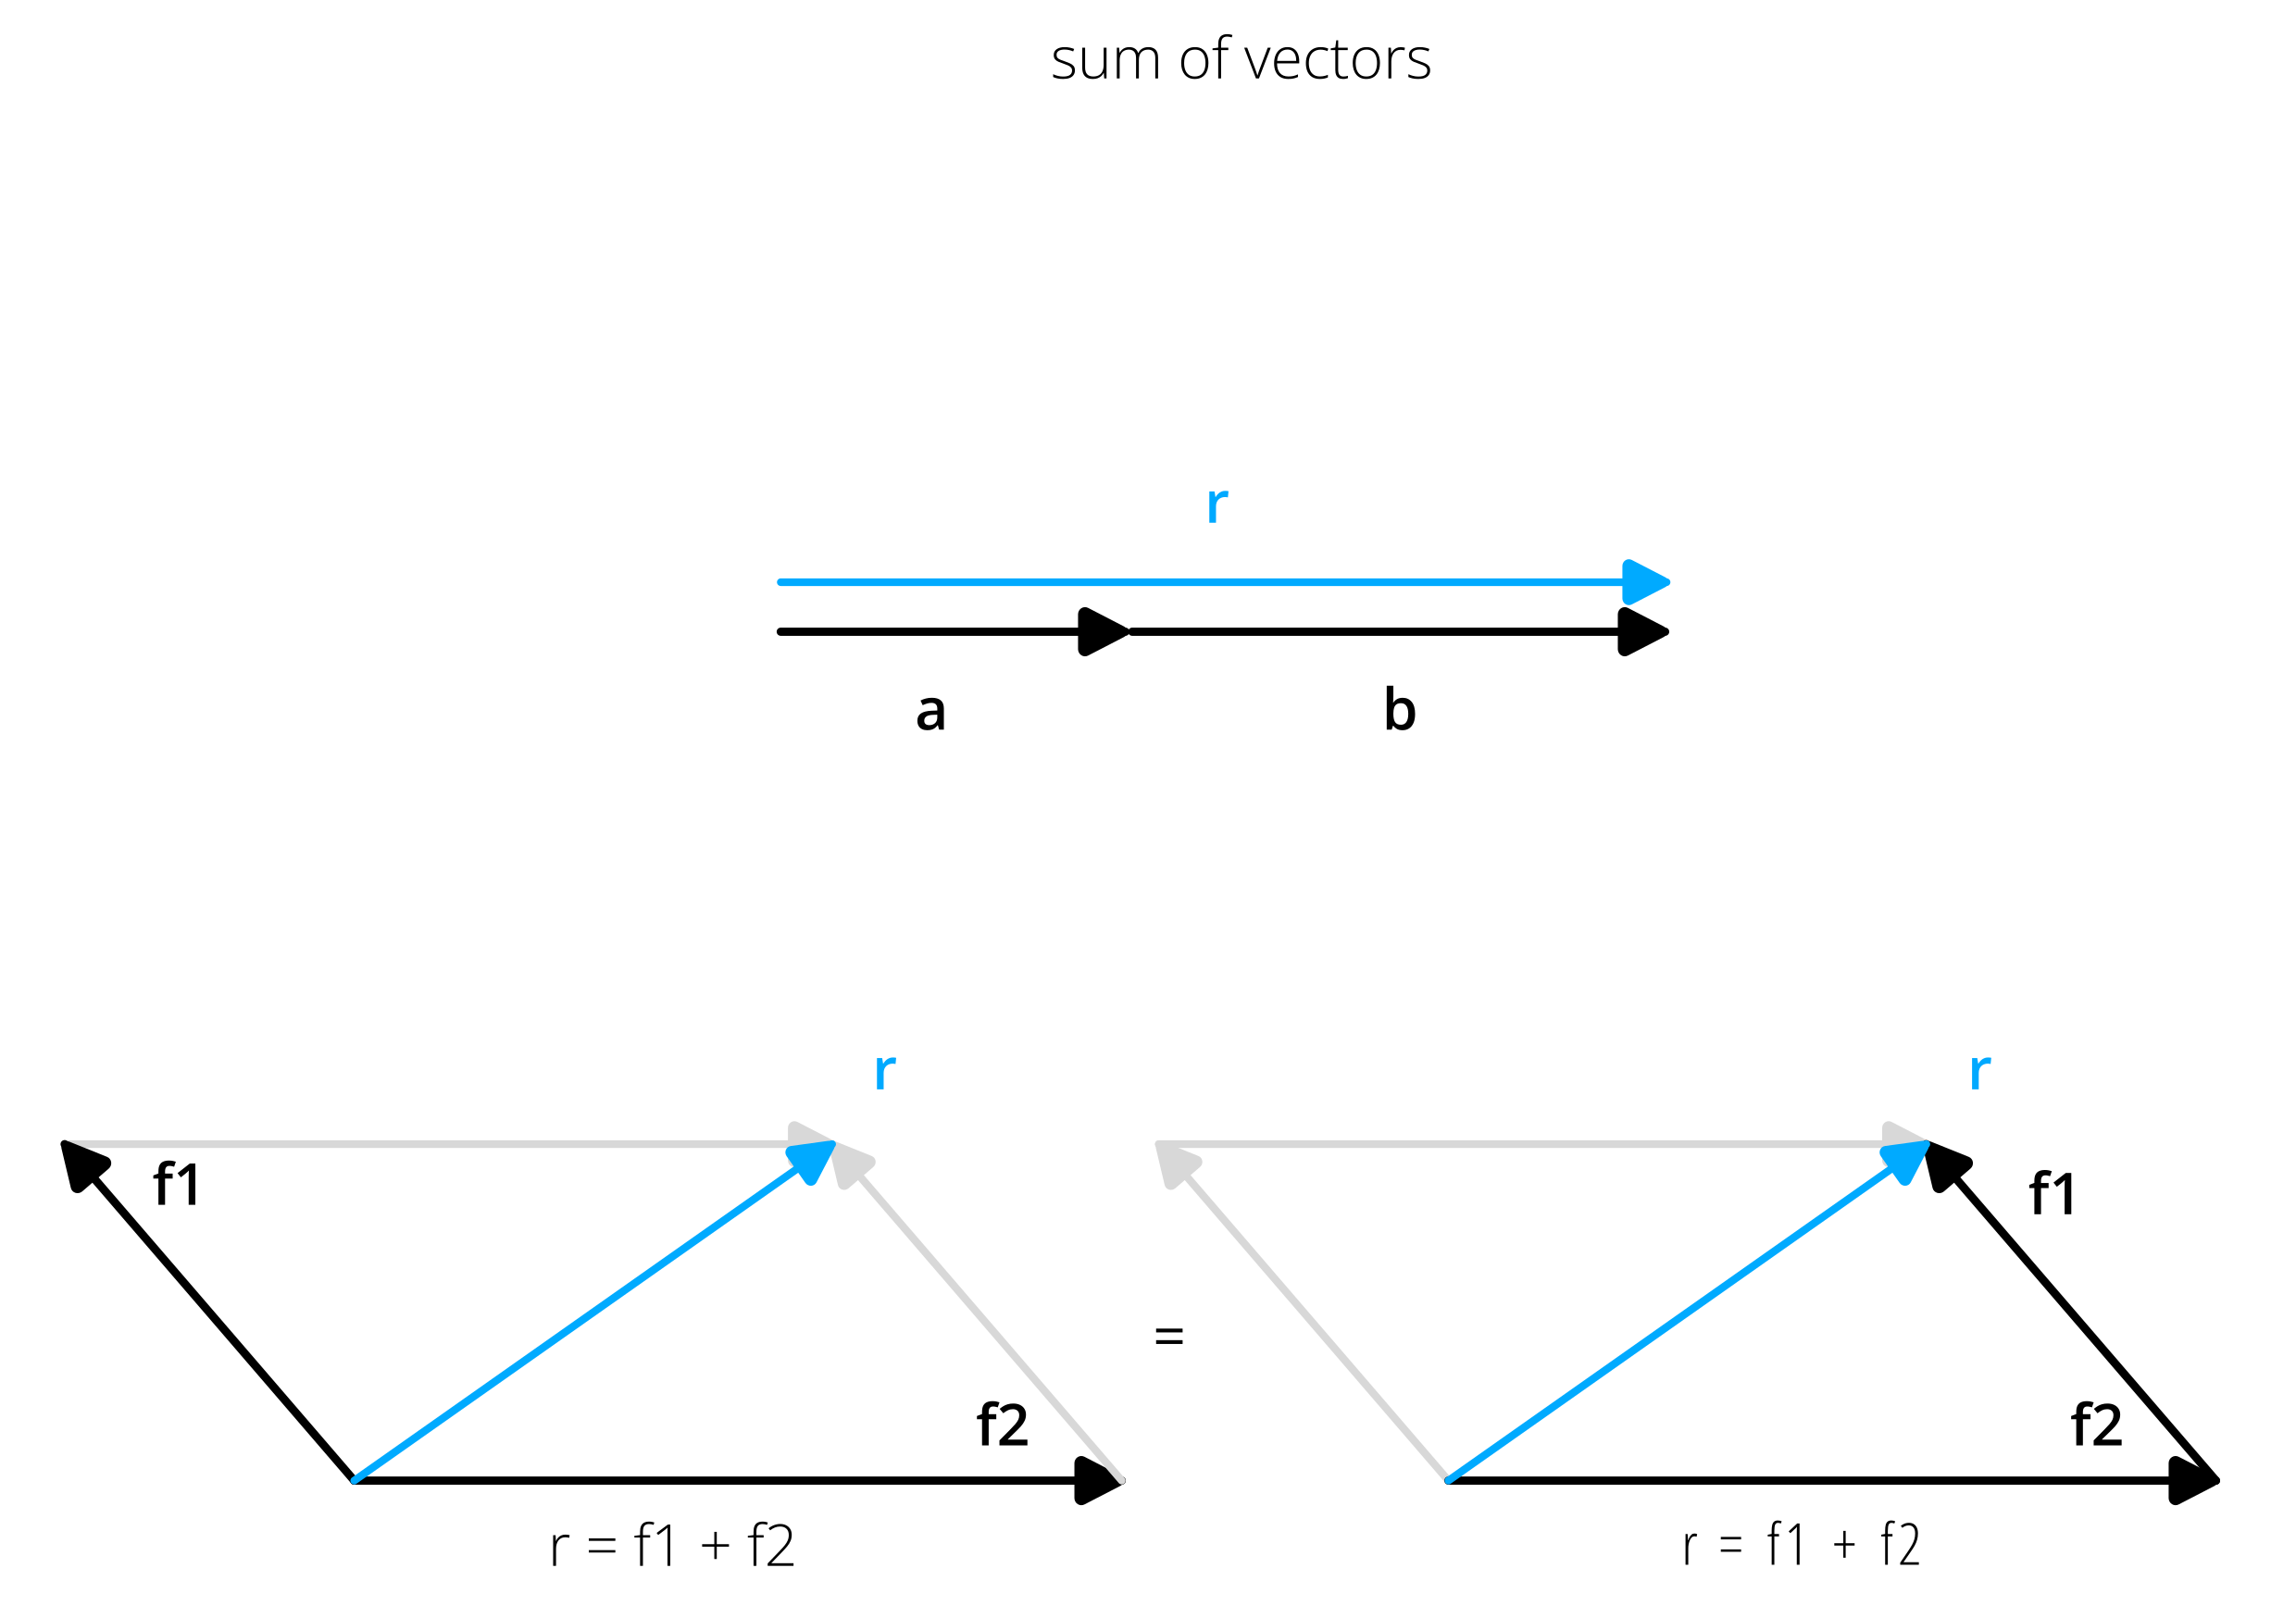 sum of vectors
r
a b
r r
f1 f1
=
f2 f2
r = f1 + f2 r = f1 + f2